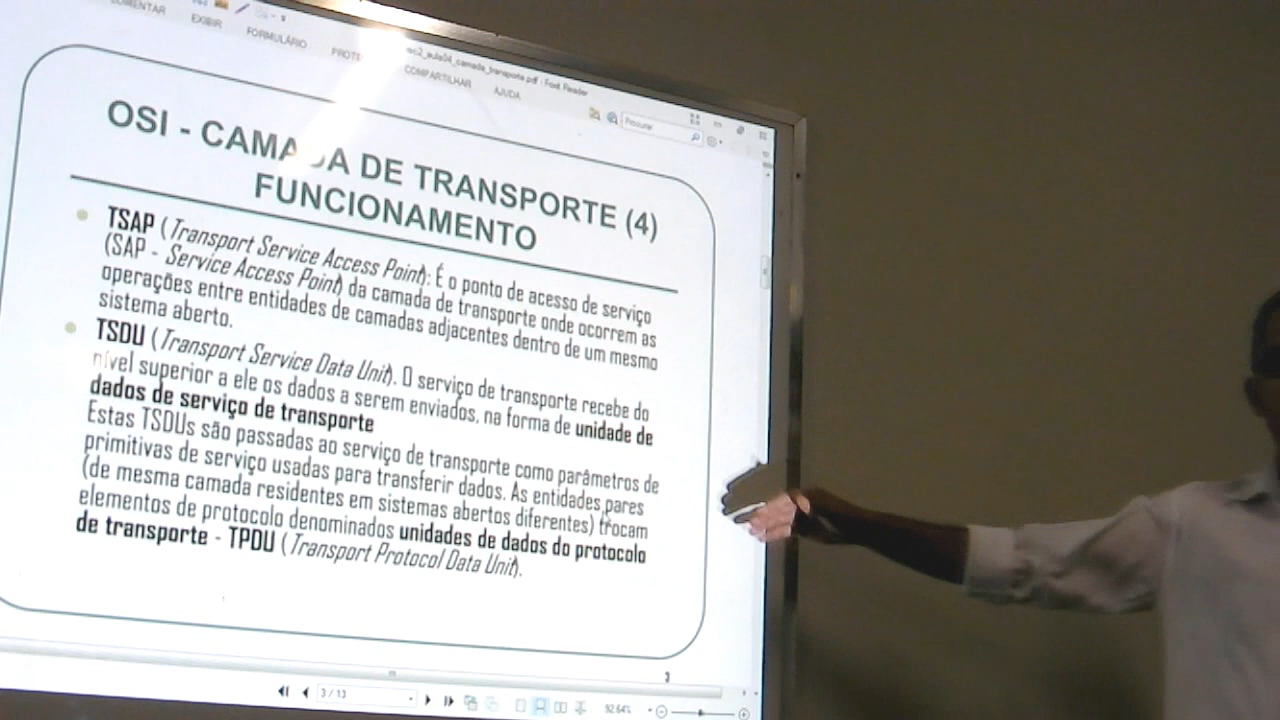 COMENTAR EXIBIR FORMULÁRIO COMPARTILHAR AJUDA
Procurar
OSI - CAMADA DE TRANSPORTE (4)
FUNCIONAMENTO
TSAP (Transport Service Access Point): É o ponto de acesso de serviço
(SAP - Service Access Point) da camada de transporte onde ocorrem as
operações entre entidades de camadas adjacentes dentro de um mesmo
sistema aberto.
TSDU (Transport Service Data Unit). O serviço de transporte recebe do
nível superior a ele os dados a serem enviados, na forma de unidade de
dados de serviço de transporte
Estas TSDUs são passadas ao serviço de transporte como parâmetros de
primitivas de serviço usadas para transferir dados. As entidades pares
(de mesma camada residentes em sistemas abertos diferentes) trocam
elementos de protocolo denominados unidades de dados do protocolo
de transporte - TPDU (Transport Protocol Data Unit).
3
3 / 13
92.64%